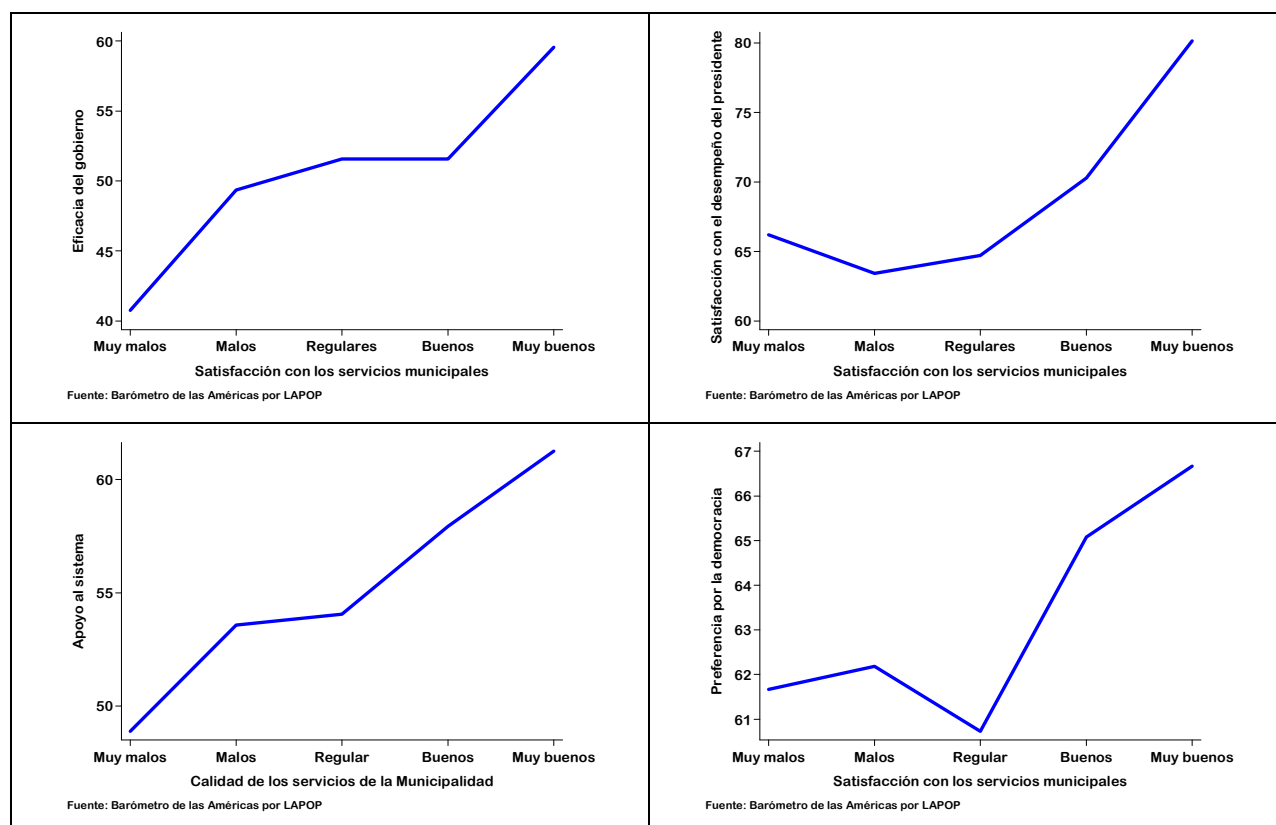 Eficacia del gobierno
60
55
50
45
40
Muy malos Malos Regulares Buenos Muy buenos
Satisfacción con los servicios municipales
Fuente: Barómetro de las Américas por LAPOP
Satisfacción con el desempeño del presidente
80
75
70
65
60
Muy malos Malos Regulares Buenos Muy buenos
Satisfacción con los servicios municipales
Fuente: Barómetro de las Américas por LAPOP
Apoyo al sistema
60
55
50
Muy malos Malos Regular Buenos Muy buenos
Calidad de los servicios de la Municipalidad
Fuente: Barómetro de las Américas por LAPOP
Preferencia por la democracia
67
66
65
64
63
62
61
Muy malos Malos Regular Buenos Muy buenos
Satisfacción con los servicios municipales
Fuente: Barómetro de las Américas por LAPOP